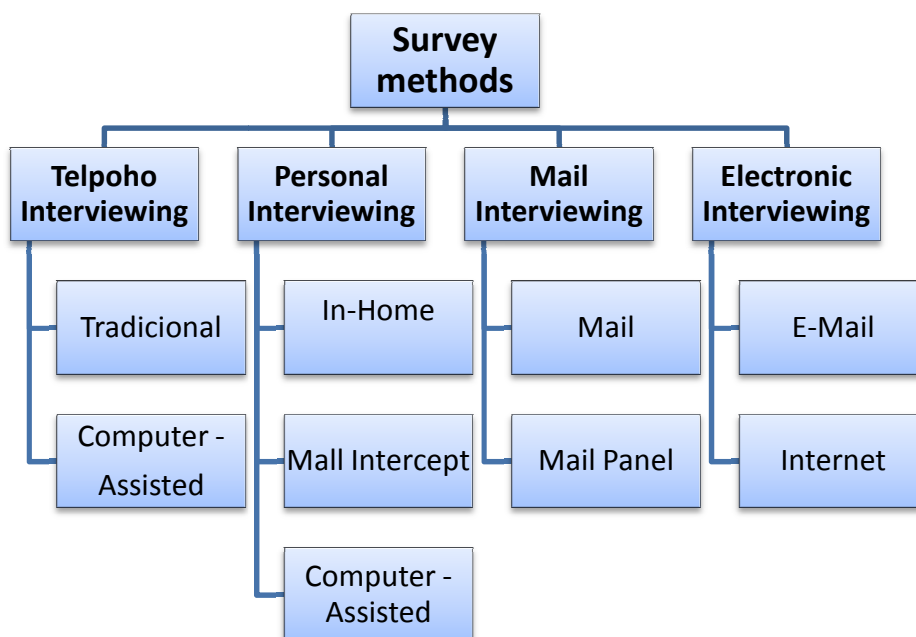 Survey
methods
Telpoho
Interviewing
Personal
Interviewing
Mail
Interviewing
Electronic
Interviewing
Tradicional
In-Home
Mail
E-Mail
Computer -
Assisted
Mall Intercept
Mail Panel
Internet
Computer -
Assisted